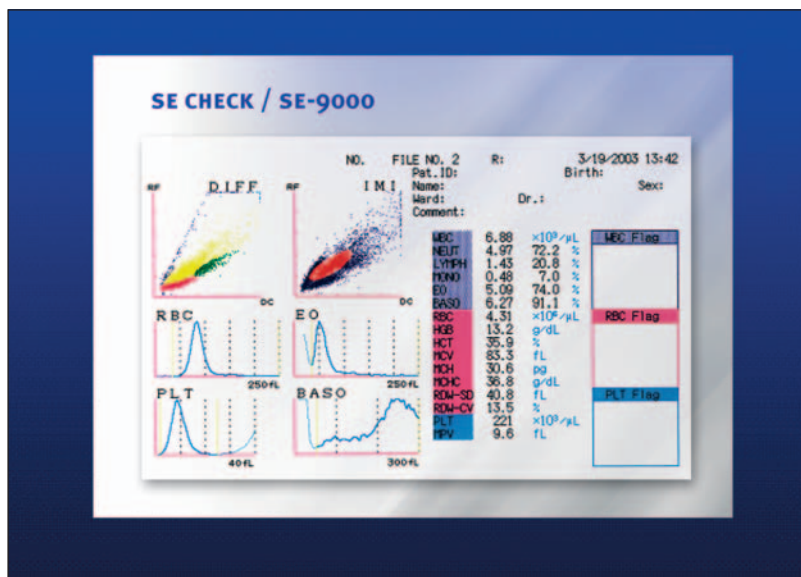 SE CHECK / SE-9000
NO. FILE NO. 2 R: 3/19/2003 13:42
Pat.ID: Birth:
Name: Sex:
Ward: Dr.:
Comment:
RF DIFF RF IMI
DC DC
RBC EO
250fL 250fL
PLT BASO
40fL 300fL
WBC 6.88 ×10³/µL
NEUT 4.97 72.2 %
LYMPH 1.43 20.8 %
MONO 0.48 7.0 %
EO 5.09 74.0 %
BASO 6.27 91.1 %
RBC 4.31 ×10⁶/µL
HGB 13.2 g/dL
HCT 35.9 %
MCV 83.3 fL
MCH 30.6 pg
MCHC 36.8 g/dL
RDW-SD 40.8 fL
RDW-CV 13.5 %
PLT 221 ×10³/µL
MPV 9.6 fL
WBC Flag
RBC Flag
PLT Flag